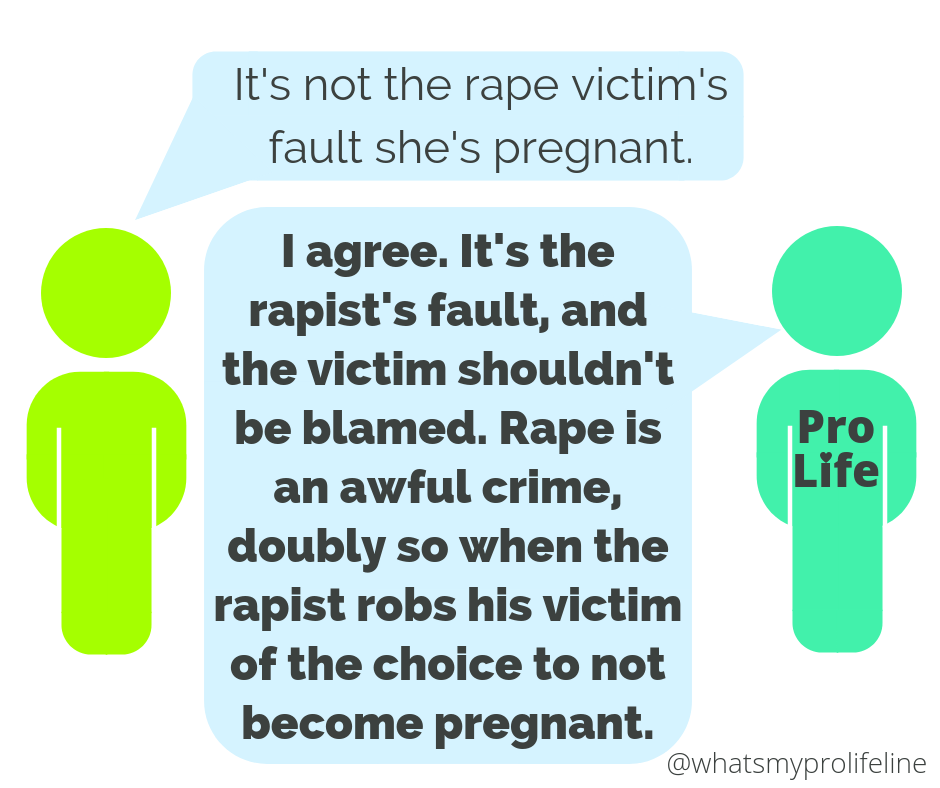 It's not the rape victim's
fault she's pregnant.
I agree. It's the
rapist's fault, and
the victim shouldn't
be blamed. Rape is
an awful crime,
doubly so when the
rapist robs his victim
of the choice to not
become pregnant.
Pro
Life
@whatsmyprolifeline